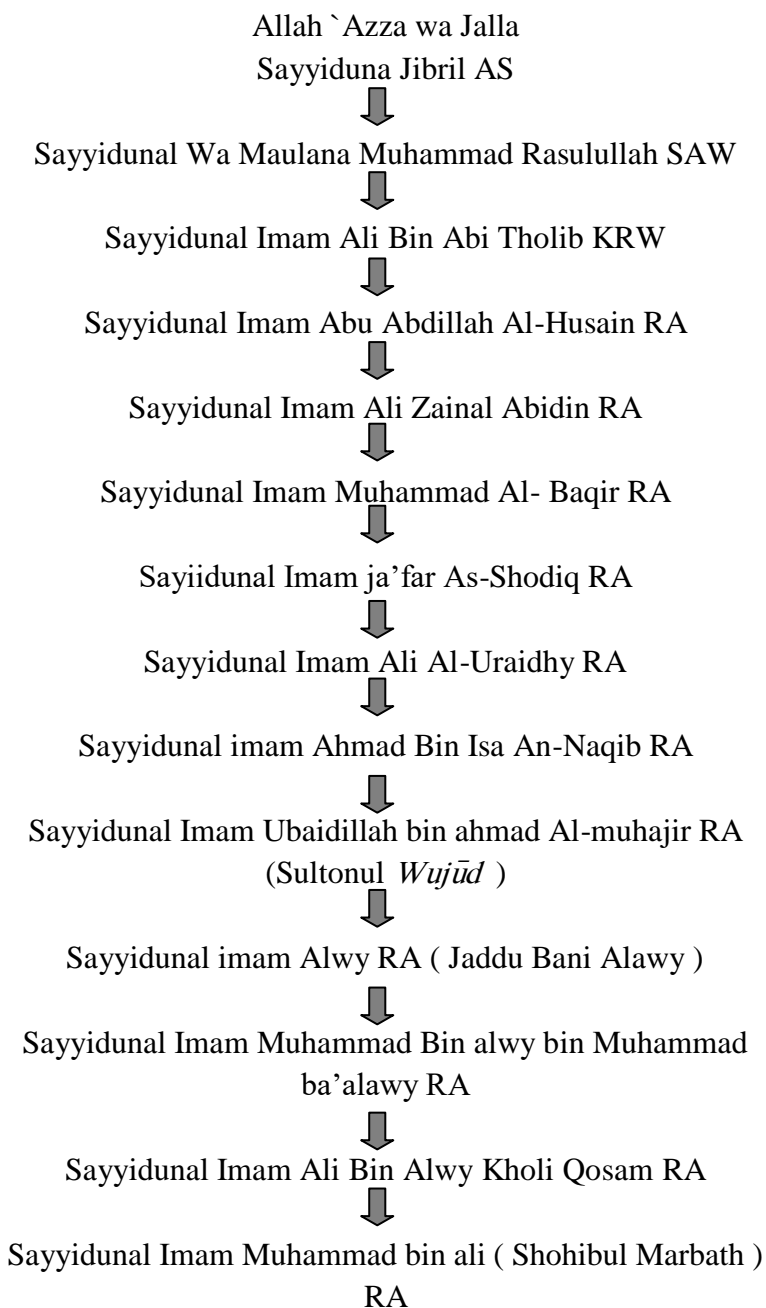 Allah `Azza wa Jalla
Sayyiduna Jibril AS
Sayyidunal Wa Maulana Muhammad Rasulullah SAW
Sayyidunal Imam Ali Bin Abi Tholib KRW
Sayyidunal Imam Abu Abdillah Al-Husain RA
Sayyidunal Imam Ali Zainal Abidin RA
Sayyidunal Imam Muhammad Al- Baqir RA
Sayiidunal Imam ja’far As-Shodiq RA
Sayyidunal Imam Ali Al-Uraidhy RA
Sayyidunal imam Ahmad Bin Isa An-Naqib RA
Sayyidunal Imam Ubaidillah bin ahmad Al-muhajir RA
(Sultonul Wujūd )
Sayyidunal imam Alwy RA ( Jaddu Bani Alawy )
Sayyidunal Imam Muhammad Bin alwy bin Muhammad
ba’alawy RA
Sayyidunal Imam Ali Bin Alwy Kholi Qosam RA
Sayyidunal Imam Muhammad bin ali ( Shohibul Marbath )
RA